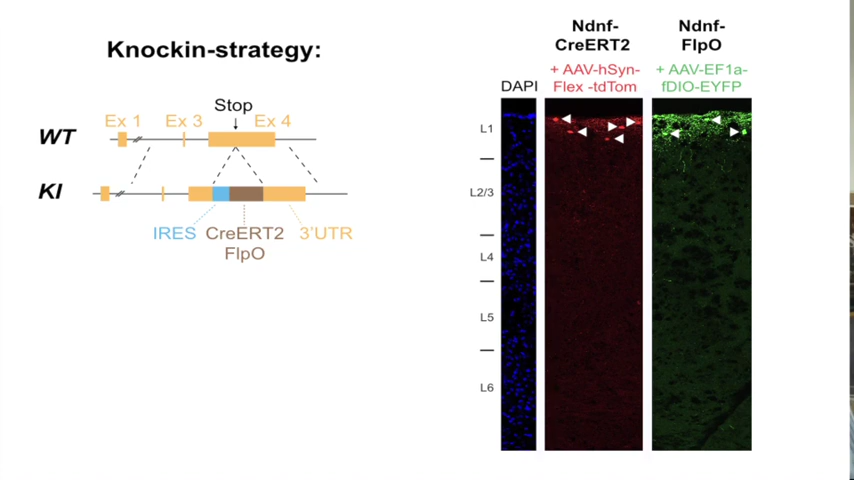 Knockin-strategy:
Stop
Ex 1
Ex 3
Ex 4
WT
KI
IRES
CreERT2
3'UTR
FlpO
Ndnf-
CreERT2
+ AAV-hSyn-
Flex -tdTom
Ndnf-
FlpO
+ AAV-EF1a-
fDIO-EYFP
DAPI
L1
L2/3
L4
L5
L6